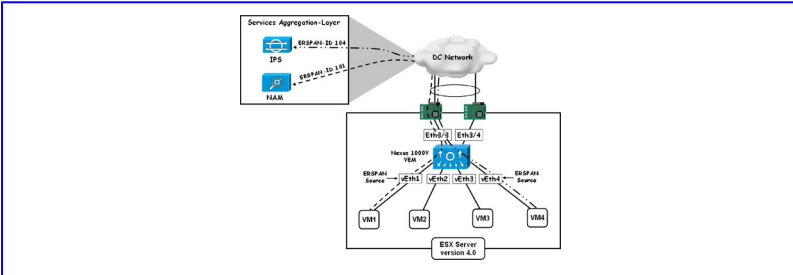 Services Aggregation-Layer
ERSPAN-ID 104
IPS
ERSPAN-ID 101
NAM
DC Network
Eth3/3
Eth3/4
Nexus 1000V
VEM
ERSPAN
Source
vEth1
vEth2
vEth3
vEth4
ERSPAN
Source
VM1
VM2
VM3
VM4
ESX Server
version 4.0